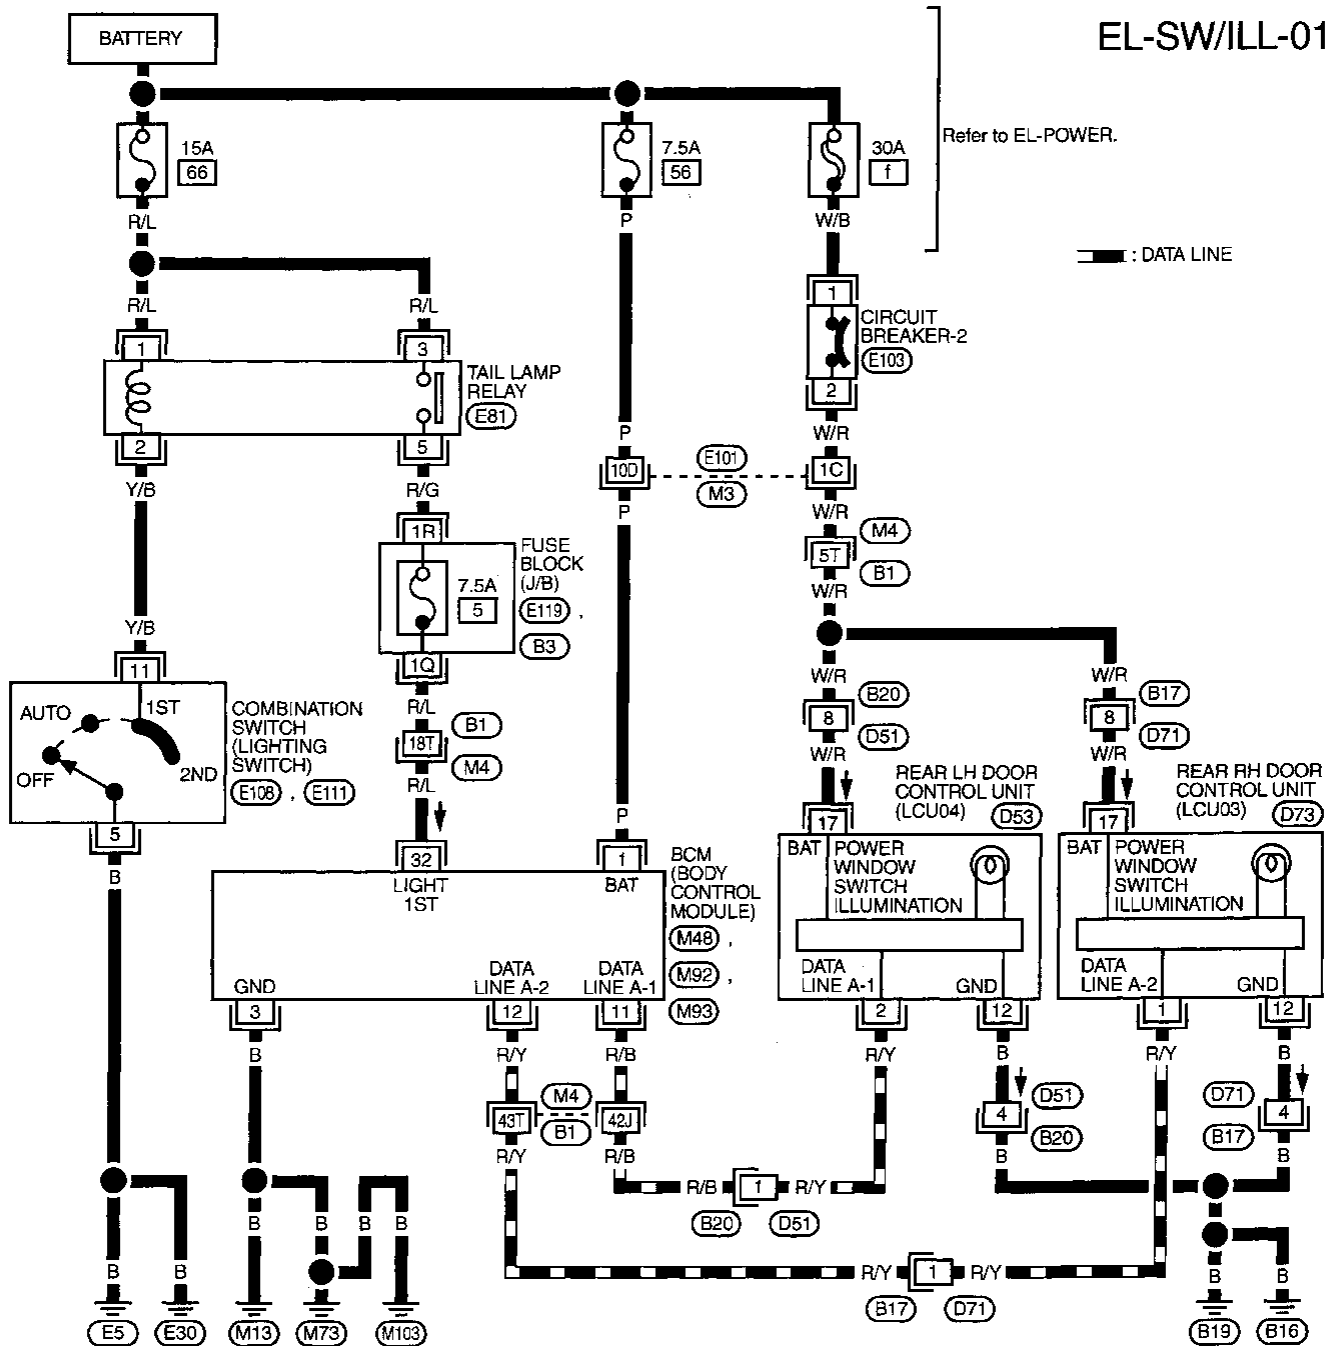 EL-SW/ILL-01
BATTERY
Refer to EL-POWER.
15A
66
7.5A
56
30A
f
R/L
P
W/B
: DATA LINE
R/L
R/L
1
CIRCUIT
BREAKER-2
E103
2
1
3
TAIL LAMP
RELAY
E81
2
5
P
W/R
Y/B
R/G
10D
E101
M3
1C
P
W/R
1R
FUSE
BLOCK
(J/B)
E119 ,
B3
7.5A
5
5T
M4
B1
W/R
Y/B
1Q
11
R/L
W/R
W/R
B1
18T
M4
R/L
8
B20
D51
8
B17
D71
W/R
W/R
AUTO
1ST
OFF
2ND
COMBINATION
SWITCH
(LIGHTING
SWITCH)
E108 , E111
5
B
P
REAR LH DOOR
CONTROL UNIT
(LCU04) D53
REAR RH DOOR
CONTROL UNIT
(LCU03) D73
17
17
32
1
LIGHT
1ST
BAT
BCM
(BODY
CONTROL
MODULE)
M48 ,
M92 ,
M93
BAT
POWER
WINDOW
SWITCH
ILLUMINATION
BAT
POWER
WINDOW
SWITCH
ILLUMINATION
GND
DATA
LINE A-2
DATA
LINE A-1
DATA
LINE A-1
GND
DATA
LINE A-2
GND
3
12
11
2
12
1
12
B
R/Y
R/B
R/Y
B
R/Y
B
43T
M4
B1
42J
4
D51
B20
D71
B17
4
R/Y
R/B
B
B
R/B
1
R/Y
B20
D51
B
B
B
B
R/Y
1
R/Y
B17
D71
B
B
B
B
E5
E30
M13
M73
M103
B19
B16